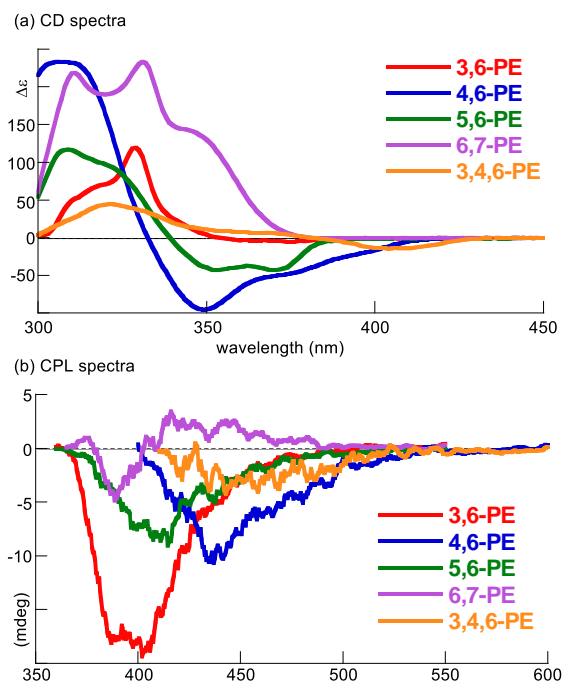 (a) CD spectra
Δε
150
100
50
0
-50
3,6-PE
4,6-PE
5,6-PE
6,7-PE
3,4,6-PE
300
350
400
450
wavelength (nm)
(b) CPL spectra
5
0
-5
-10
(mdeg)
3,6-PE
4,6-PE
5,6-PE
6,7-PE
3,4,6-PE
350
400
450
500
550
600